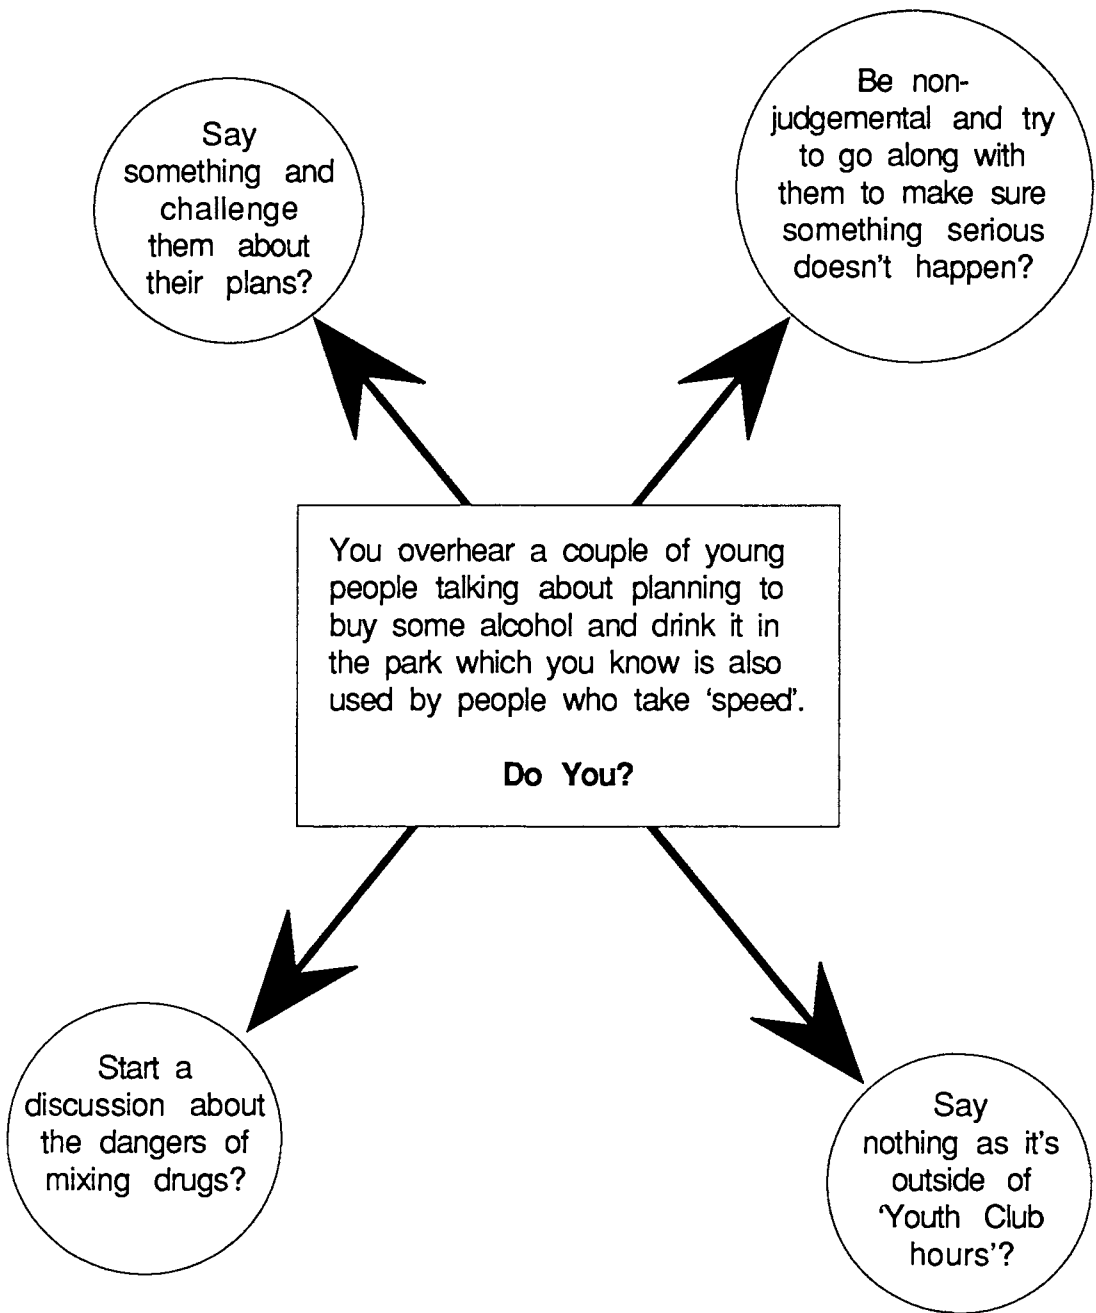 Say
something and
challenge
them about
their plans?
Be non-
judgemental and try
to go along with
them to make sure
something serious
doesn't happen?
You overhear a couple of young
people talking about planning to
buy some alcohol and drink it in
the park which you know is also
used by people who take ‘speed’.
Do You?
Start a
discussion about
the dangers of
mixing drugs?
Say
nothing as it's
outside of
‘Youth Club
hours’?